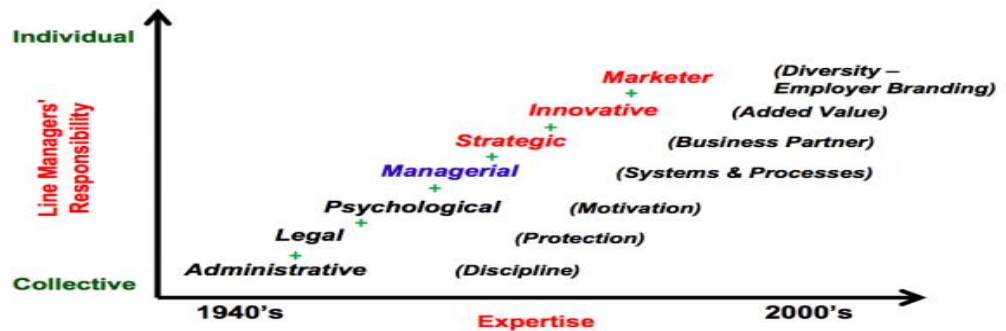 Individual
Marketer (Diversity –
Employer Branding)
+
Innovative (Added Value)
+
Strategic (Business Partner)
+
Managerial (Systems & Processes)
+
Psychological (Motivation)
+
Legal (Protection)
+
Administrative (Discipline)
Collective
Line Managers'
Responsibility
1940's 2000's
Expertise